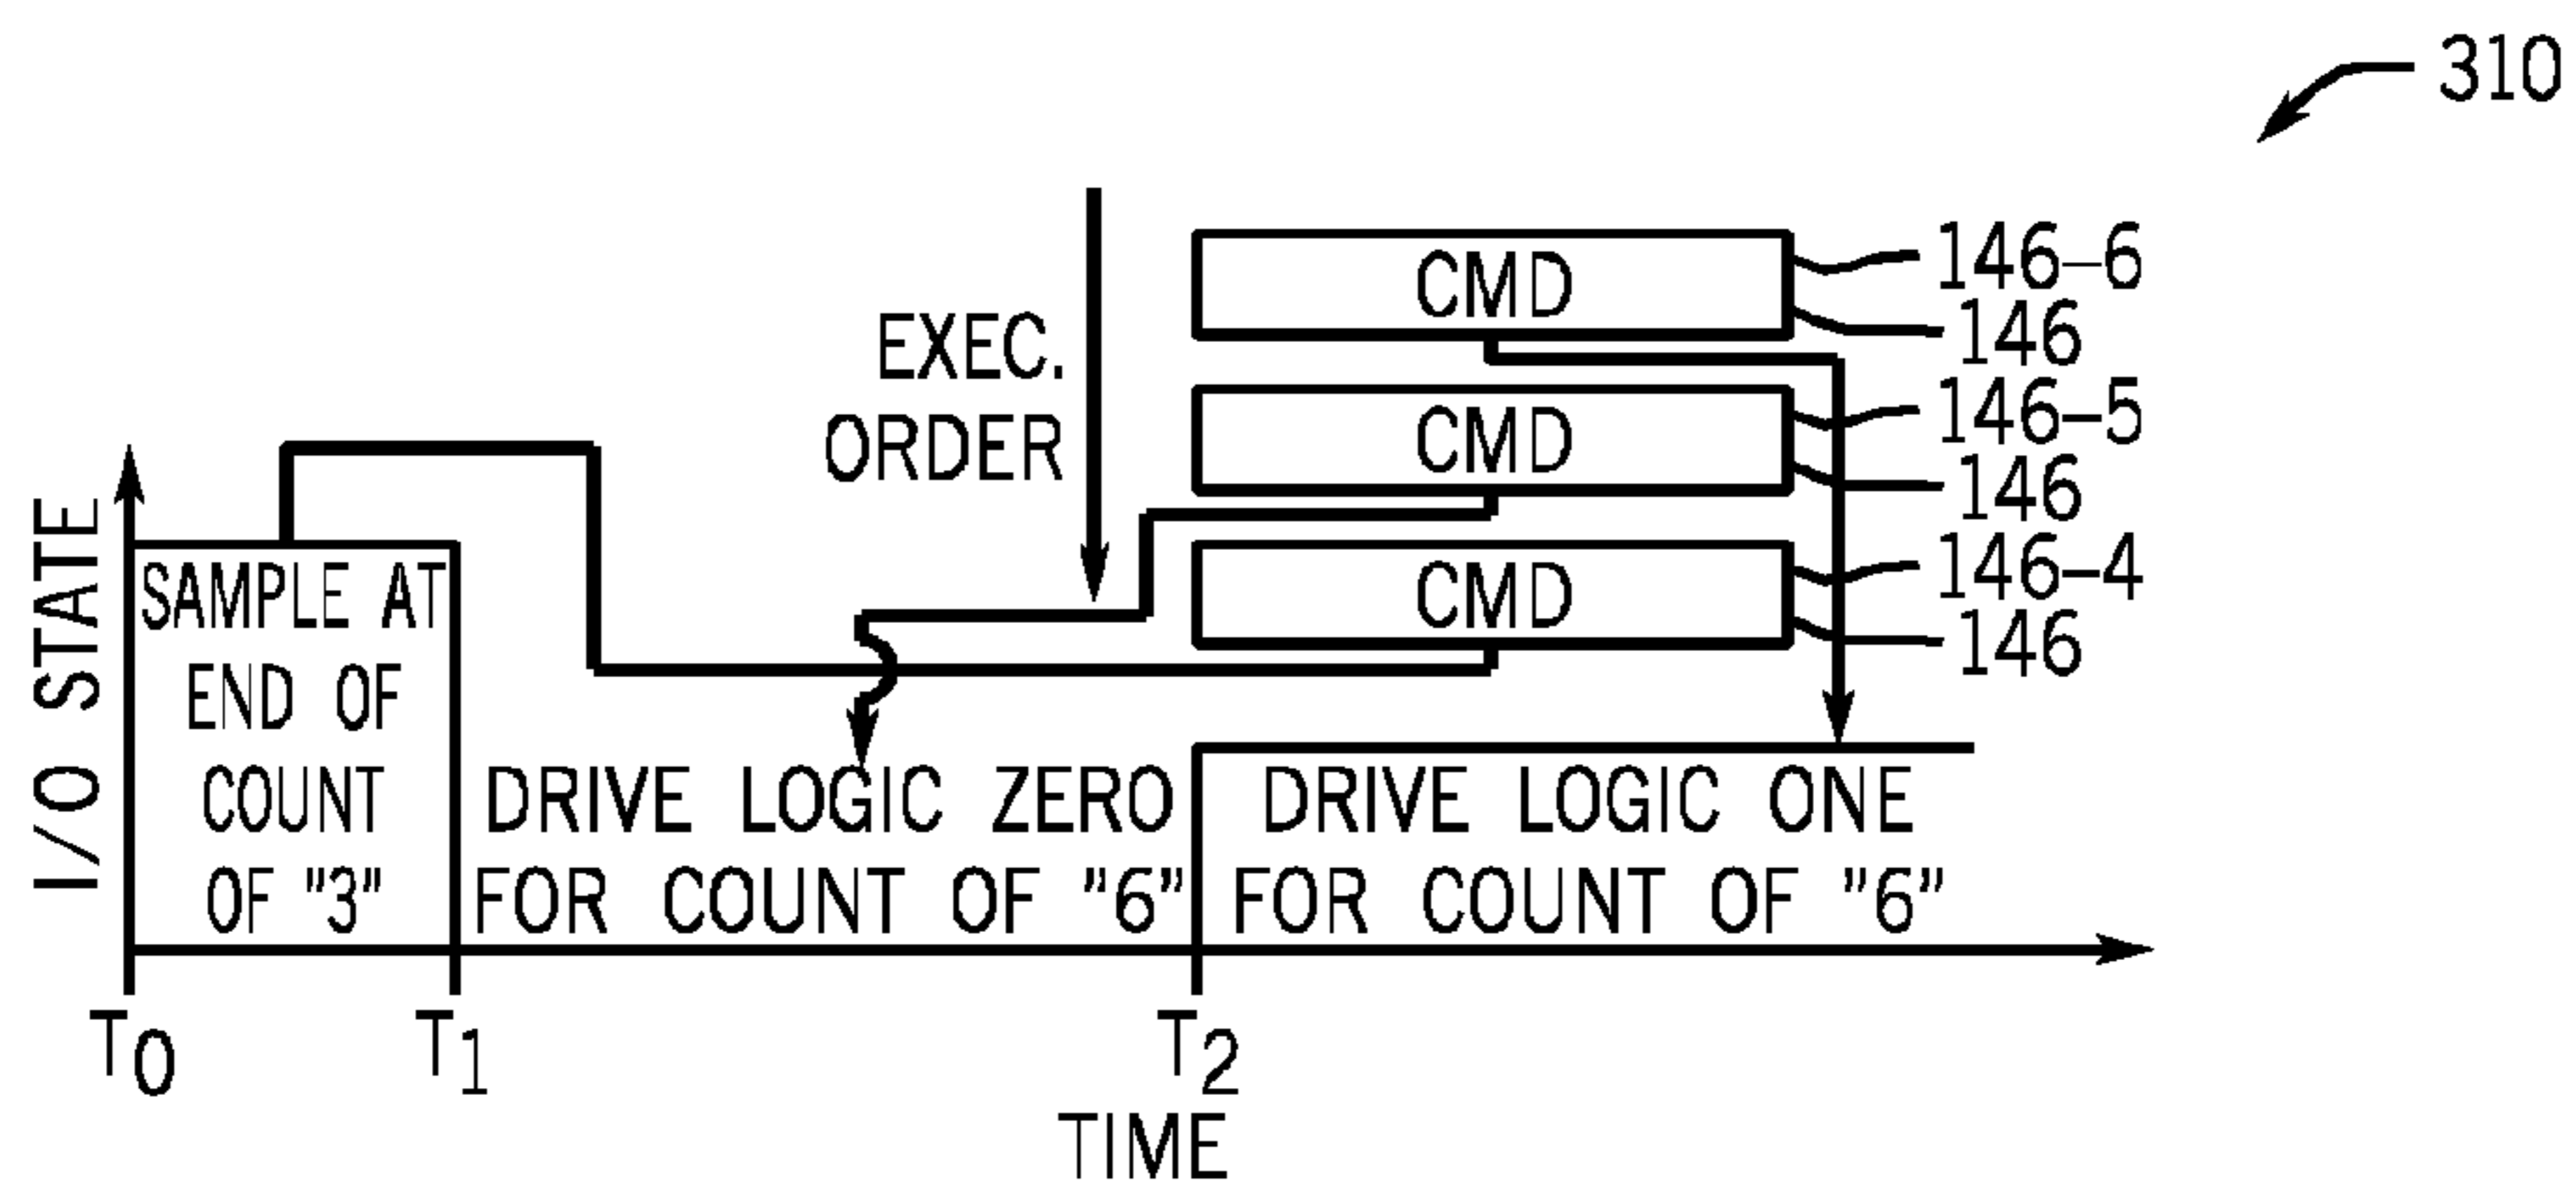 310
CMD
146-6
146
EXEC.
ORDER
CMD
146-5
146
CMD
146-4
146
I/O STATE
SAMPLE AT
END OF
COUNT
OF "3"
DRIVE LOGIC ZERO
FOR COUNT OF "6"
DRIVE LOGIC ONE
FOR COUNT OF "6"
T0
T1
T2
TIME